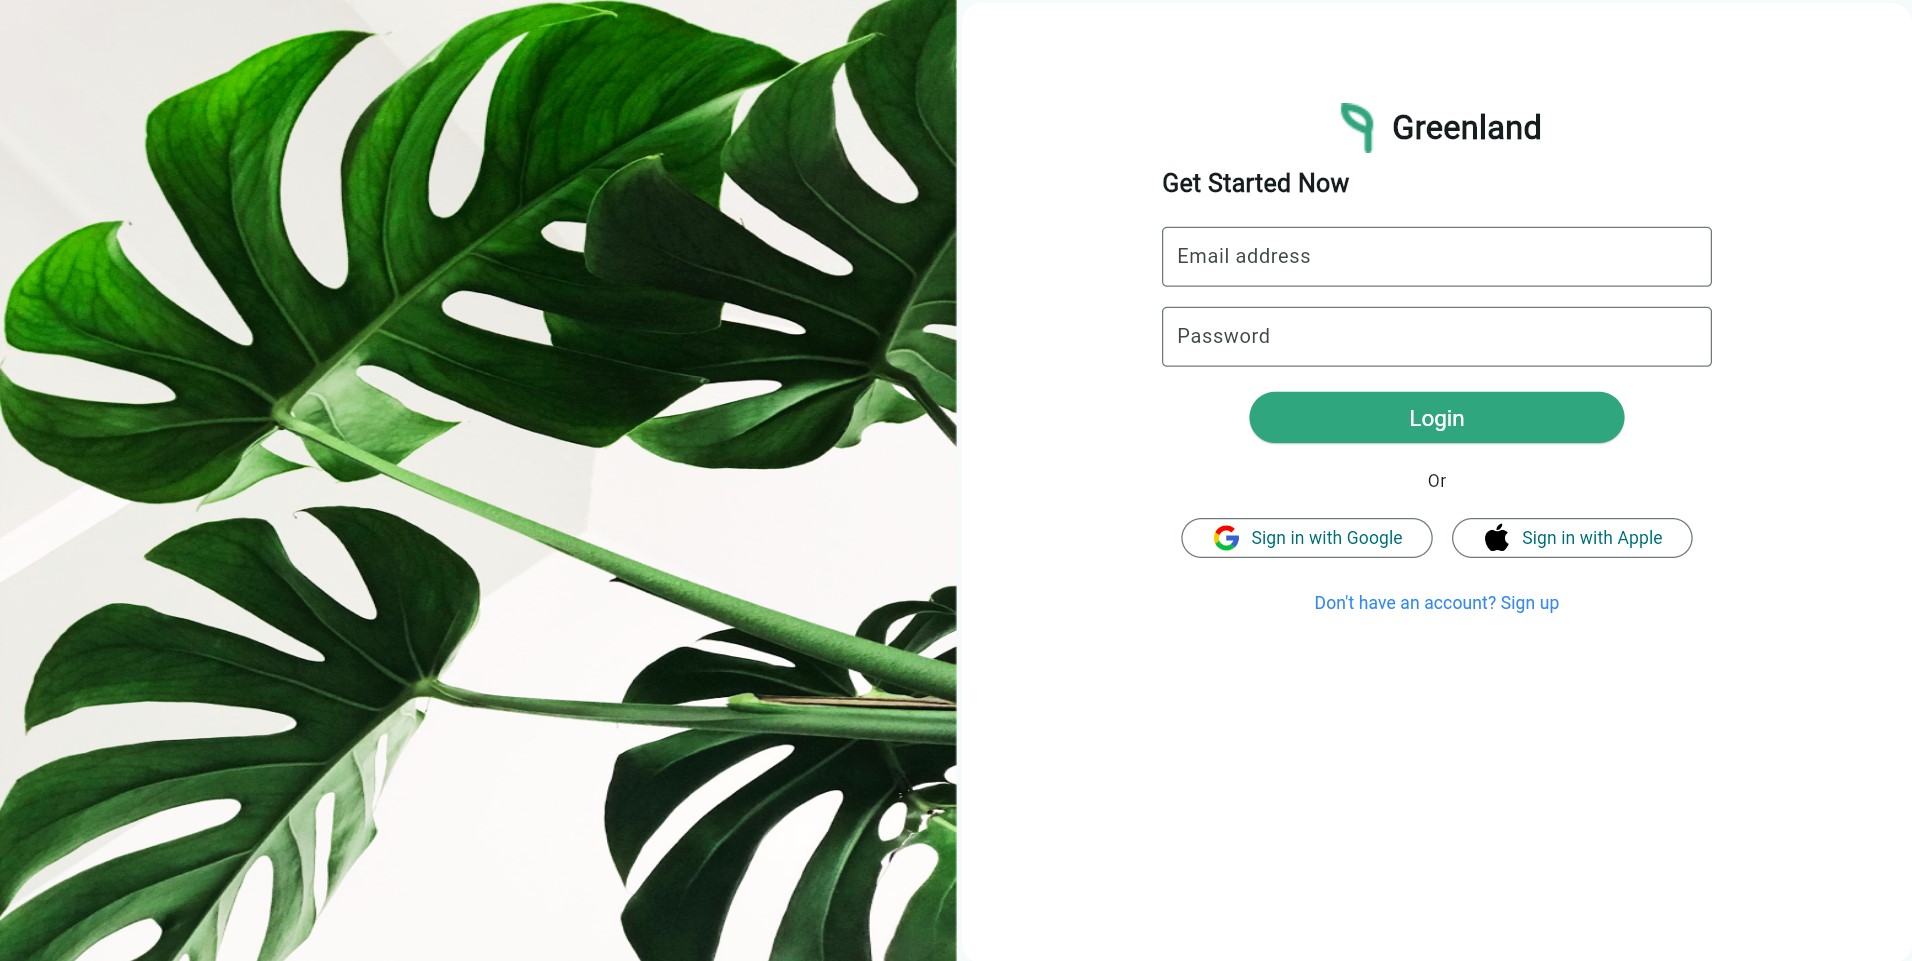 Greenland
Get Started Now
Email address
Password
Login
Or
Sign in with Google
Sign in with Apple
Don't have an account? Sign up